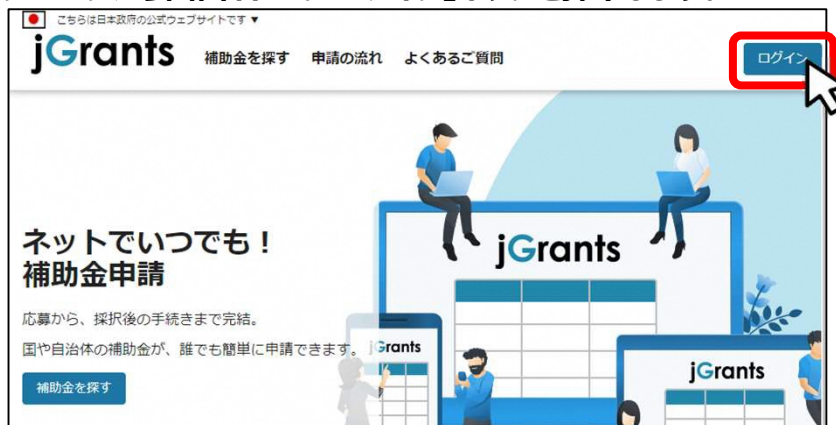 こちらは日本政府の公式ウェブサイトです ▼
jGrants 補助金を探す 申請の流れ よくあるご質問 ログイン
ネットでいつでも！
補助金申請
応募から、採択後の手続きまで完結。
国や自治体の補助金が、誰でも簡単に申請できます。
補助金を探す
jGrants
jGrants
jGrants